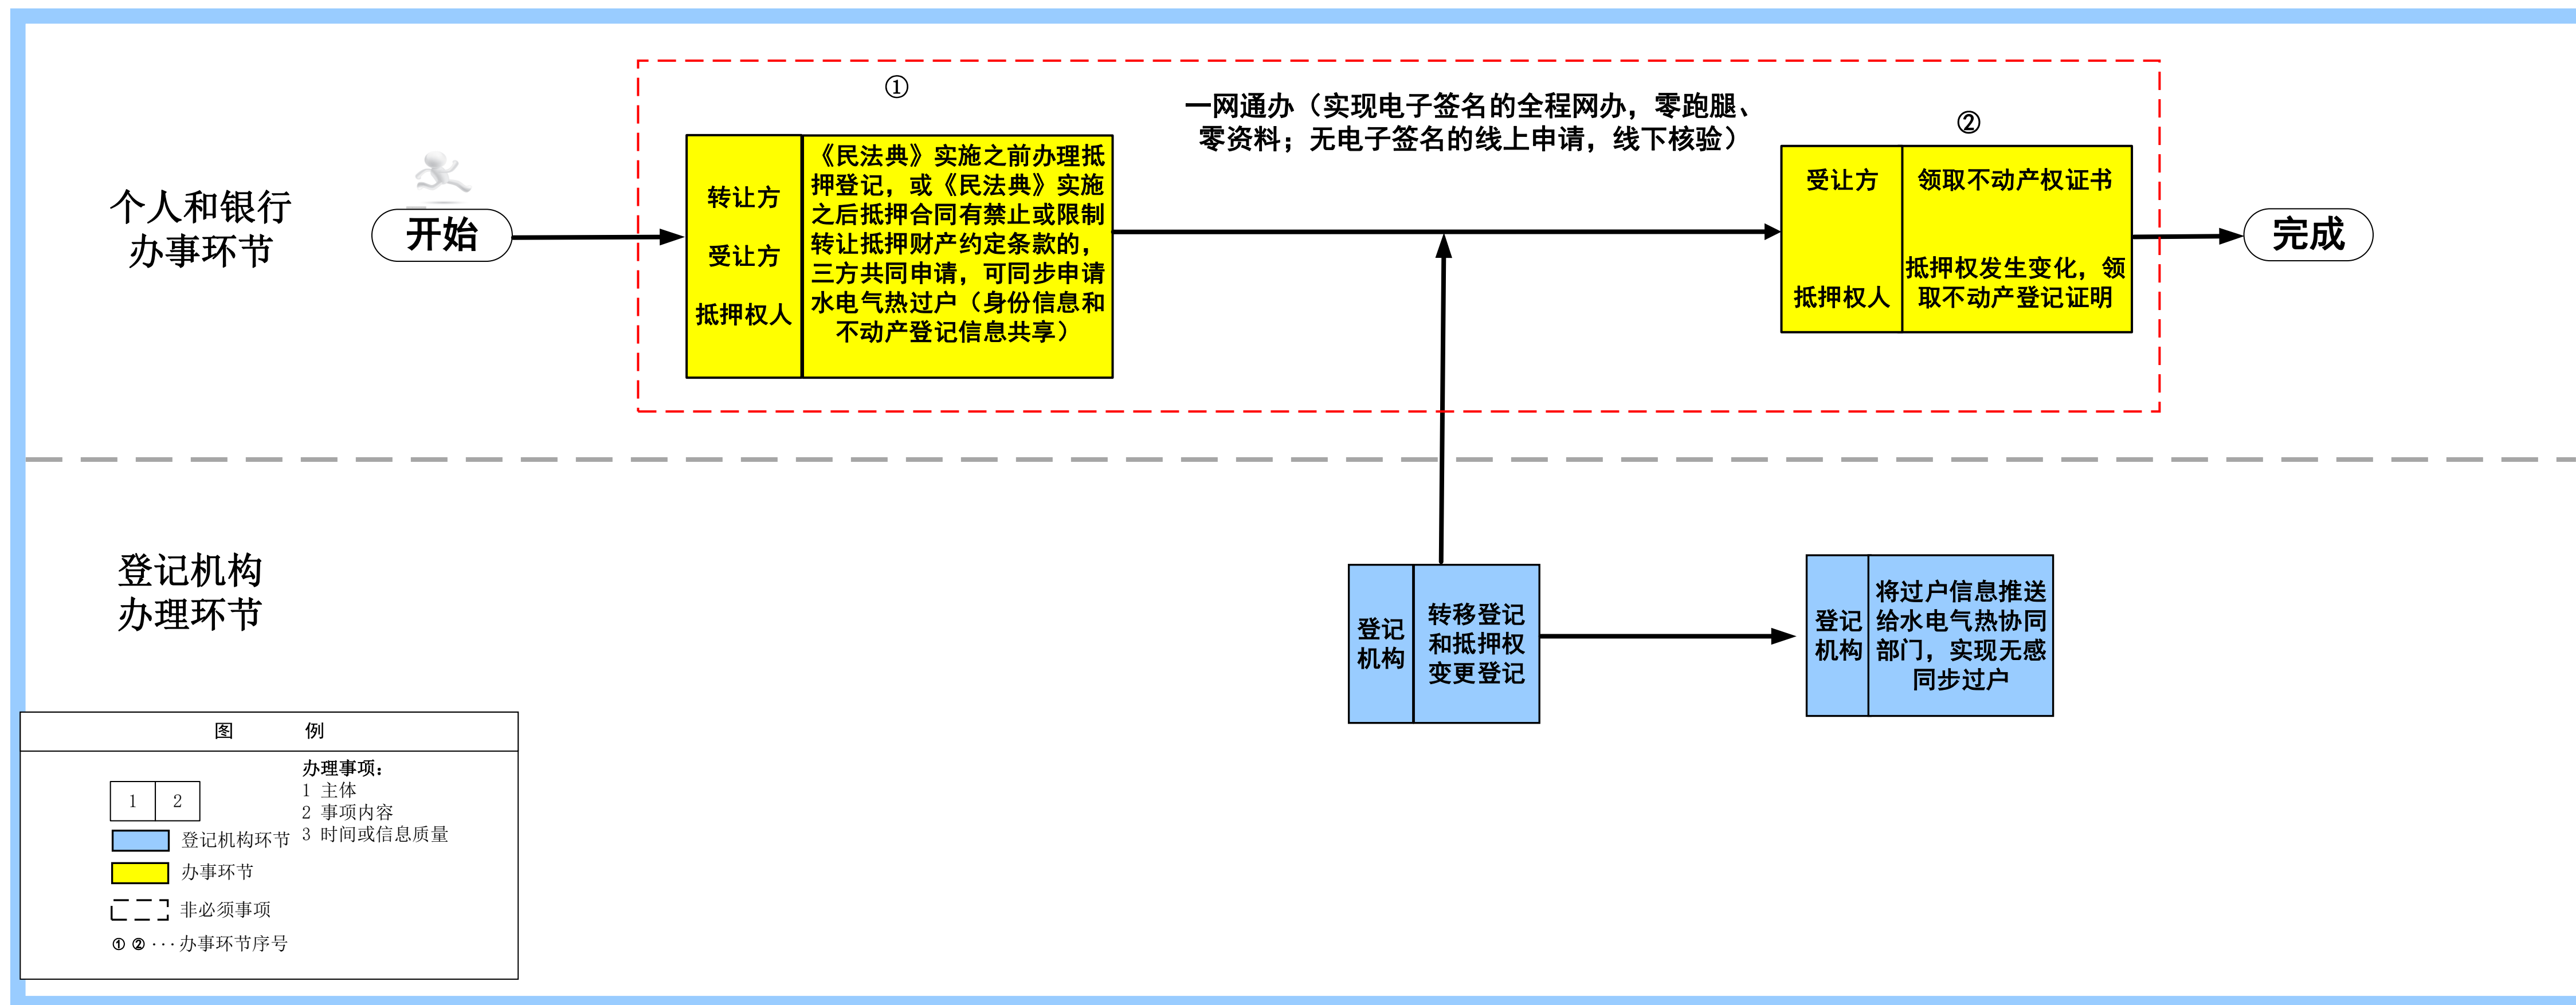 ①
一网通办（实现电子签名的全程网办，零跑腿、
零资料；无电子签名的线上申请，线下核验）
②
个人和银行
办事环节
开始
转让方
受让方
抵押权人
《民法典》实施之前办理抵
押登记，或《民法典》实施
之后抵押合同有禁止或限制
转让抵押财产约定条款的，
三方共同申请，可同步申请
水电气热过户（身份信息和
不动产登记信息共享）
受让方
领取不动产权证书
抵押权人
抵押权发生变化，领
取不动产登记证明
完成
登记机构
办理环节
登记
机构
转移登记
和抵押权
变更登记
登记
机构
将过户信息推送
给水电气热协同
部门，实现无感
同步过户
图 例
1 2
办理事项：
1 主体
2 事项内容
3 时间或信息质量
登记机构环节
办事环节
非必须事项
① ② ··· 办事环节序号